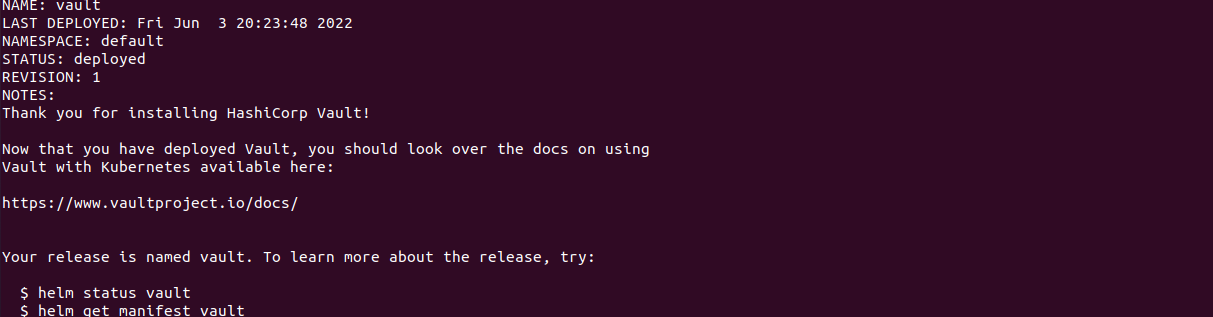 NAME: vault
LAST DEPLOYED: Fri Jun  3 20:23:48 2022
NAMESPACE: default
STATUS: deployed
REVISION: 1
NOTES:
Thank you for installing HashiCorp Vault!

Now that you have deployed Vault, you should look over the docs on using
Vault with Kubernetes available here:

https://www.vaultproject.io/docs/


Your release is named vault. To learn more about the release, try:

  $ helm status vault
  $ helm get manifest vault